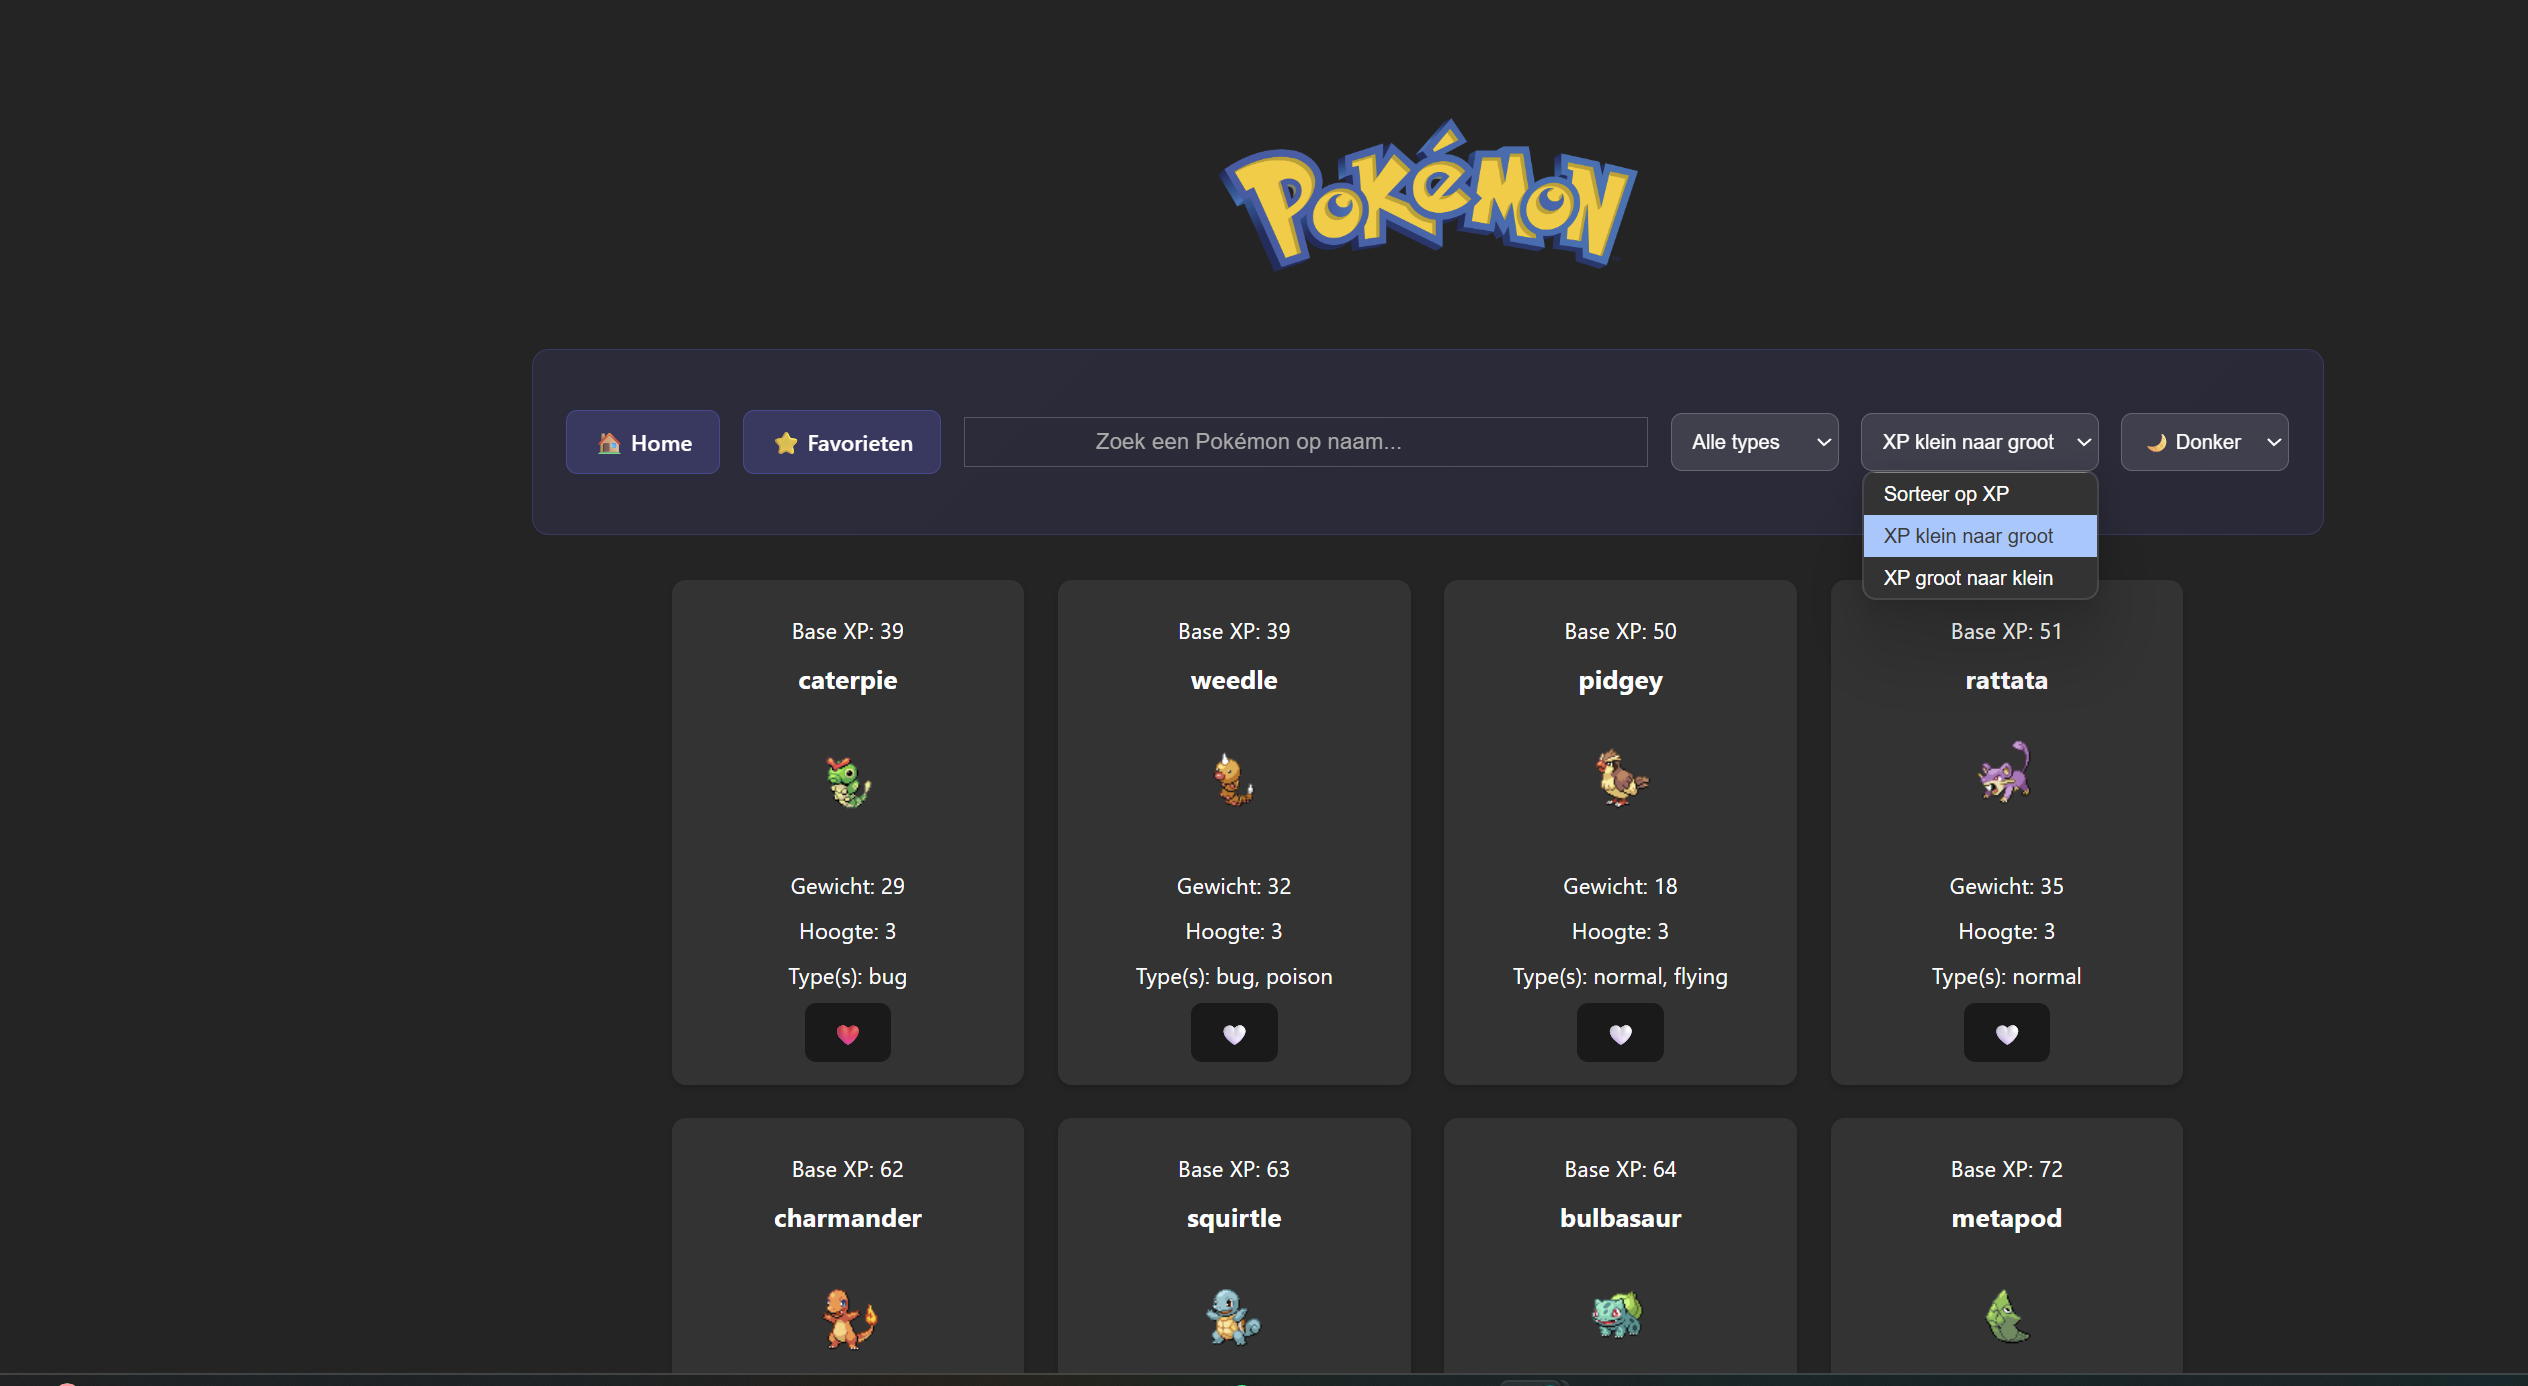 POKéMON
Home
Favorieten
Zoek een Pokémon op naam...
Alle types
XP klein naar groot
Donker
Sorteer op XP
XP klein naar groot
XP groot naar klein
Base XP: 39
caterpie
Gewicht: 29
Hoogte: 3
Type(s): bug
Base XP: 39
weedle
Gewicht: 32
Hoogte: 3
Type(s): bug, poison
Base XP: 50
pidgey
Gewicht: 18
Hoogte: 3
Type(s): normal, flying
Base XP: 51
rattata
Gewicht: 35
Hoogte: 3
Type(s): normal
Base XP: 62
charmander
Base XP: 63
squirtle
Base XP: 64
bulbasaur
Base XP: 72
metapod